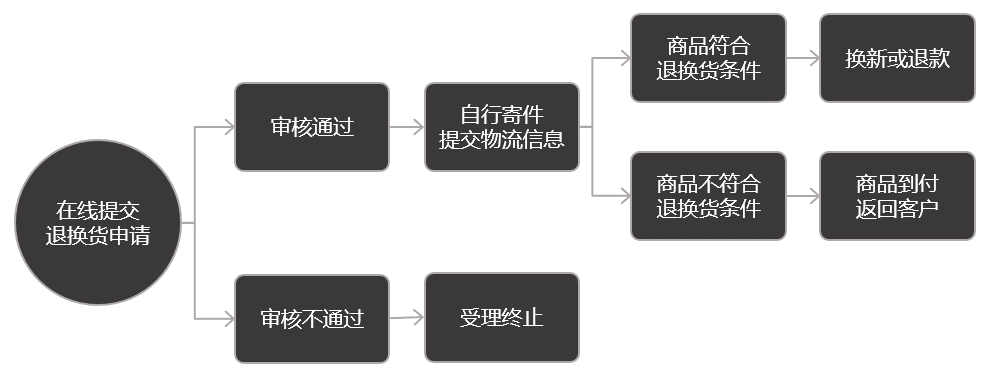 在线提交
退换货申请
审核通过
自行寄件
提交物流信息
商品符合
退换货条件
换新或退款
商品不符合
退换货条件
商品到付
返回客户
审核不通过
受理终止